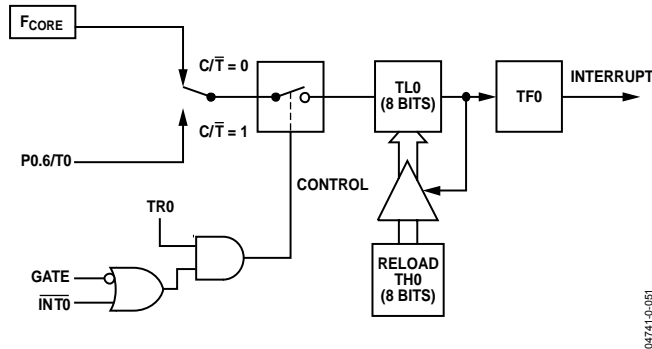 FCORE
C/T̅ = 0
C/T̅ = 1
P0.6/T0
TL0
(8 BITS)
TF0
INTERRUPT
CONTROL
TR0
GATE
I̅N̅T̅0̅
RELOAD
TH0
(8 BITS)
04741-0-051